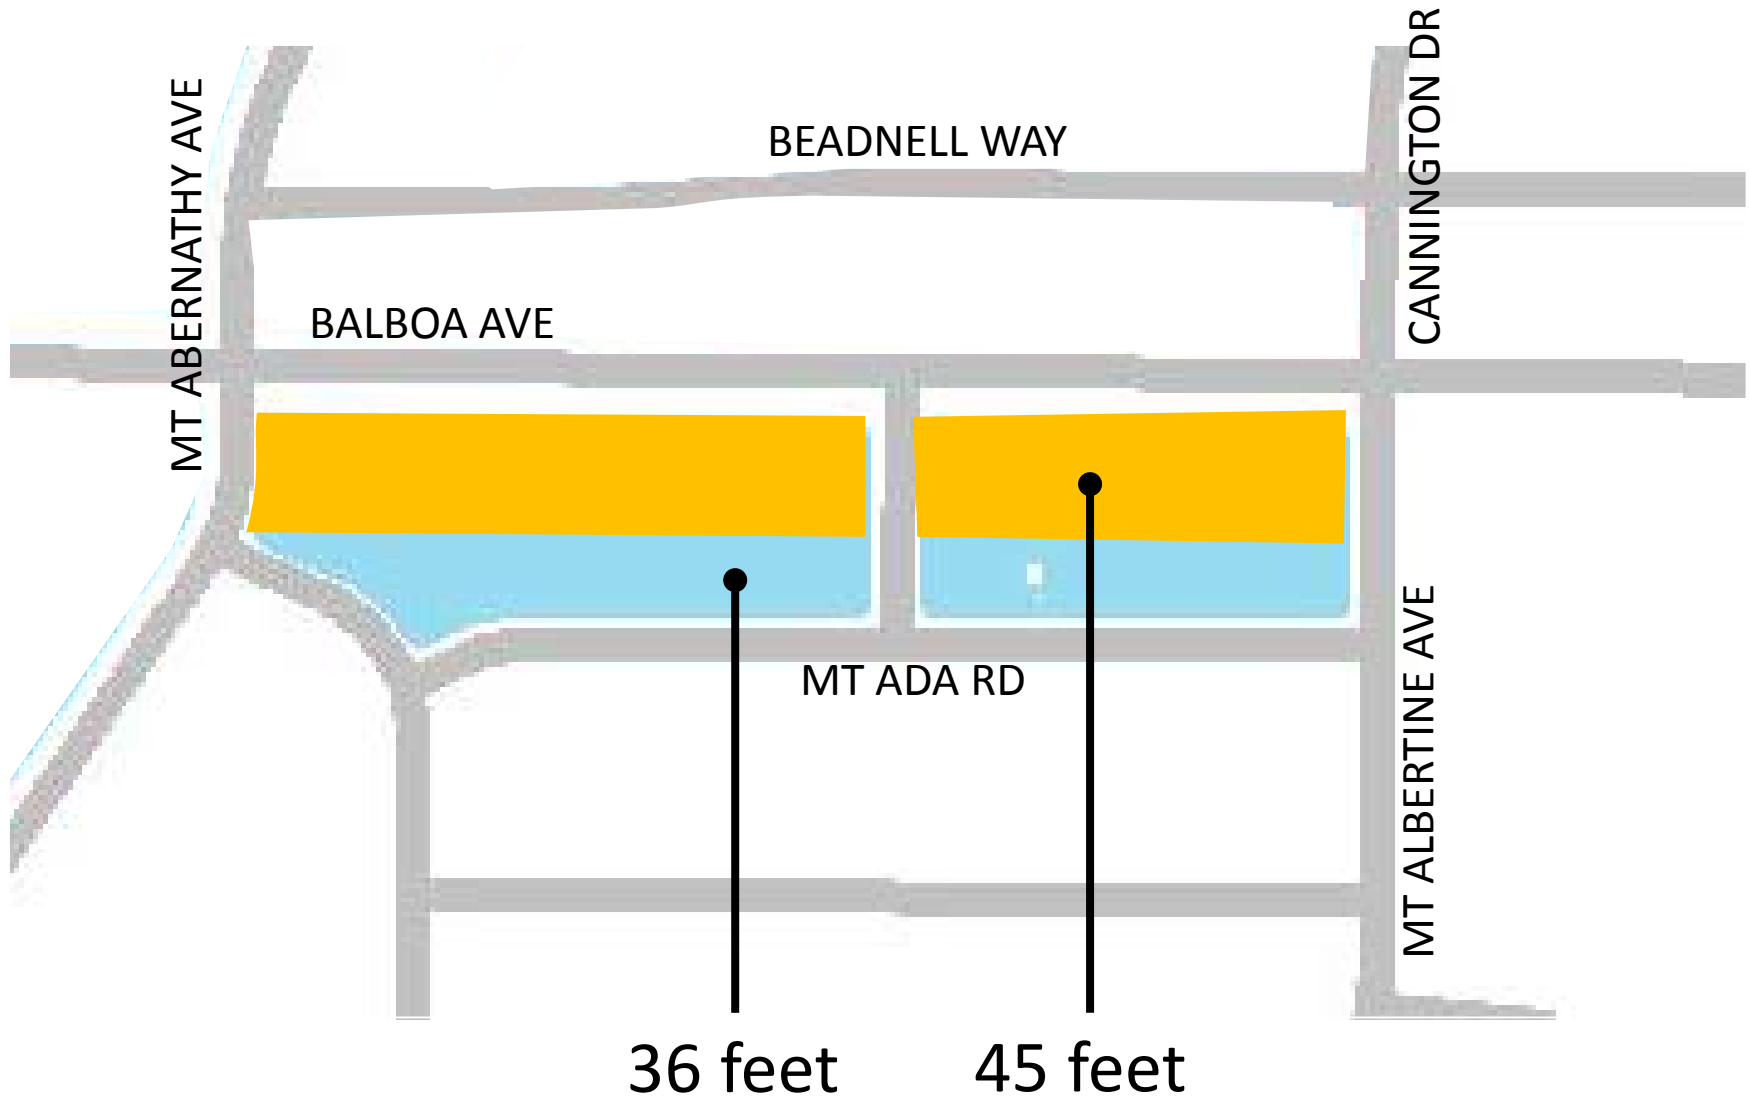 MT ABERNATHY AVE
CANNINGTON DR
BEADNELL WAY
BALBOA AVE
MT ADA RD
MT ALBERTINE AVE
36 feet
45 feet